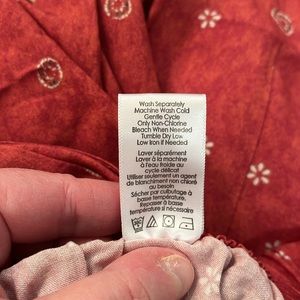 Wash Separately
Machine Wash Cold
Gentle Cycle
Only Non-Chlorine
Bleach When Needed
Tumble Dry Low
Low Iron if Needed
Laver séparément
Laver à la machine
à l'eau froide au
cycle délicat
Utiliser seulement un agent
de blanchiment non chloré au
besoin
Sécher par culbutage à
basse température
Repasser à basse
température si nécessaire